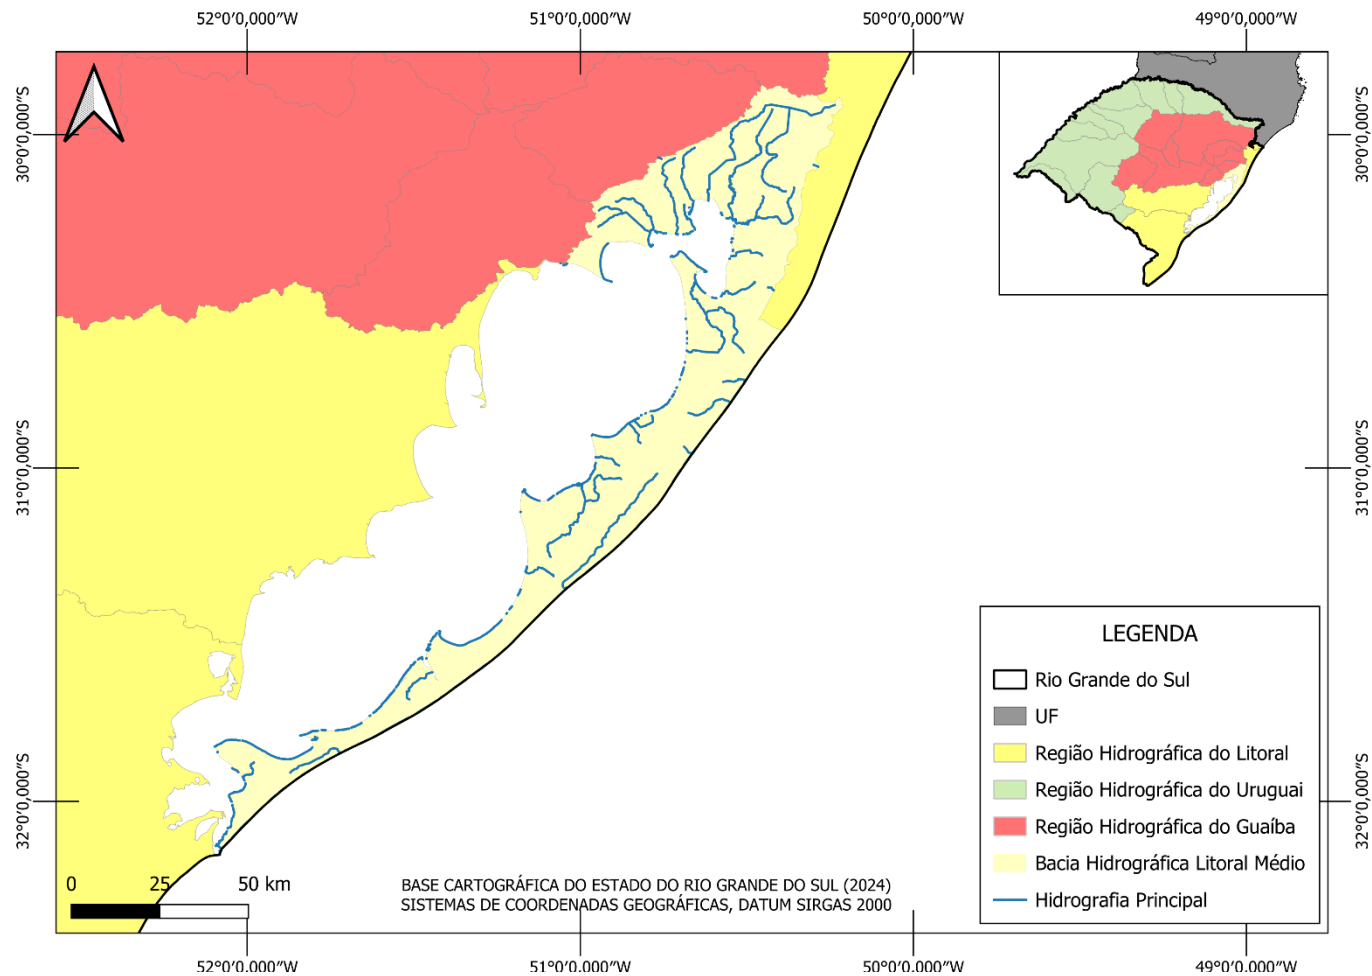 52°0'0,000"W 51°0'0,000"W 50°0'0,000"W 49°0'0,000"W
30°0'0,000"S 30°0'0,000"S
31°0'0,000"S 31°0'0,000"S
32°0'0,000"S 32°0'0,000"S
LEGENDA
Rio Grande do Sul
UF
Região Hidrográfica do Litoral
Região Hidrográfica do Uruguai
Região Hidrográfica do Guaíba
Bacia Hidrográfica Litoral Médio
Hidrografia Principal
0 25 50 km
BASE CARTOGRÁFICA DO ESTADO DO RIO GRANDE DO SUL (2024)
SISTEMAS DE COORDENADAS GEOGRÁFICAS, DATUM SIRGAS 2000
52°0'0,000"W 51°0'0,000"W 50°0'0,000"W 49°0'0,000"W